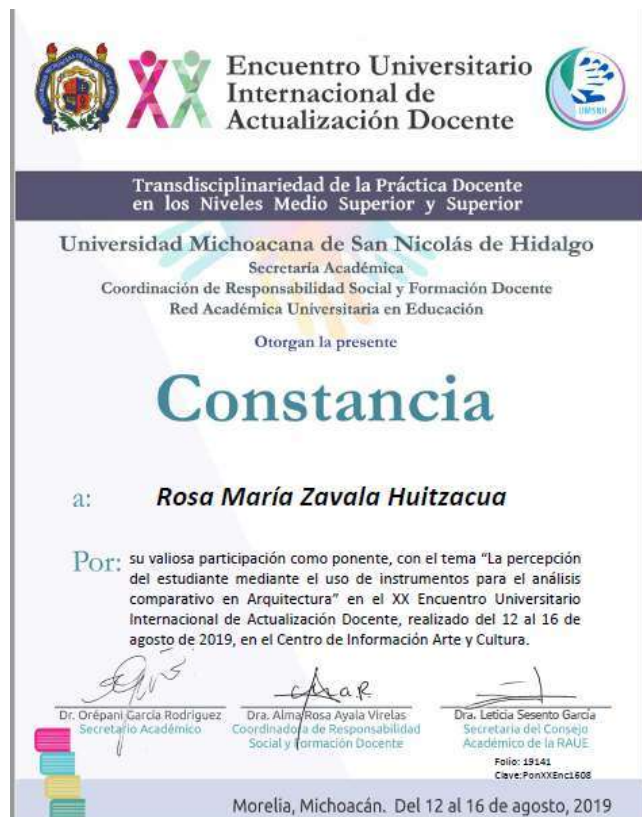 XX
Encuentro Universitario
Internacional de
Actualización Docente
UMSNH
Transdisciplinariedad de la Práctica Docente
en los Niveles Medio Superior y Superior
Universidad Michoacana de San Nicolás de Hidalgo
Secretaría Académica
Coordinación de Responsabilidad Social y Formación Docente
Red Académica Universitaria en Educación
Otorgan la presente
Constancia
a: Rosa María Zavala Huitzacua
Por: su valiosa participación como ponente, con el tema "La percepción
del estudiante mediante el uso de instrumentos para el análisis
comparativo en Arquitectura" en el XX Encuentro Universitario
Internacional de Actualización Docente, realizado del 12 al 16 de
agosto de 2019, en el Centro de Información Arte y Cultura.
Dr. Orépani García Rodríguez
Secretario Académico
Dra. Alma Rosa Ayala Virelas
Coordinadora de Responsabilidad
Social y Formación Docente
Dra. Leticia Sesento García
Secretaria del Consejo
Académico de la RAUE
Folio: 19141
Clave:PonXXEnc1608
Morelia, Michoacán. Del 12 al 16 de agosto, 2019